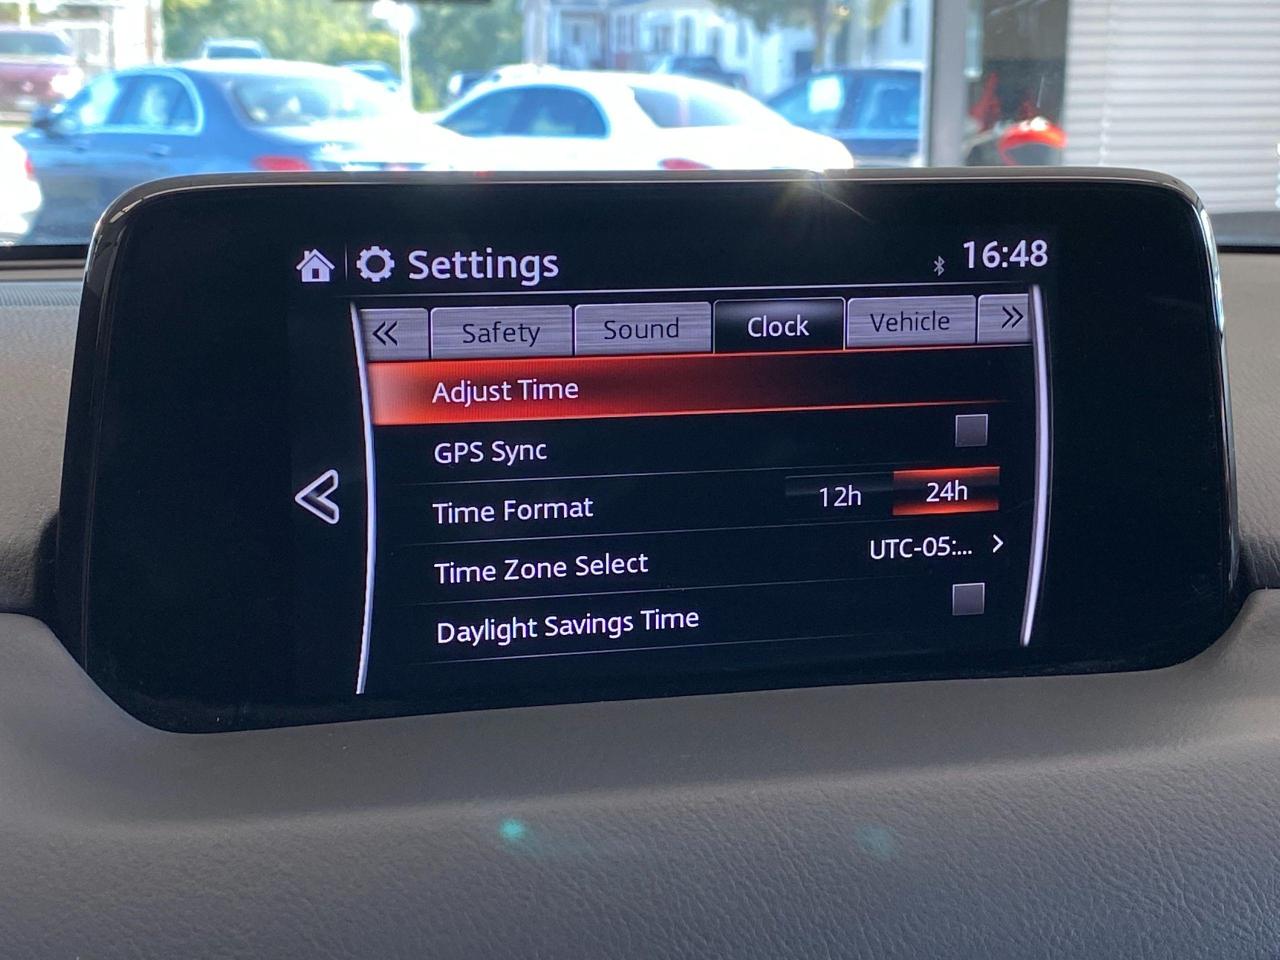 Settings
16:48
« Safety Sound Clock Vehicle »
Adjust Time
GPS Sync
Time Format 12h 24h
Time Zone Select UTC-05:... >
Daylight Savings Time